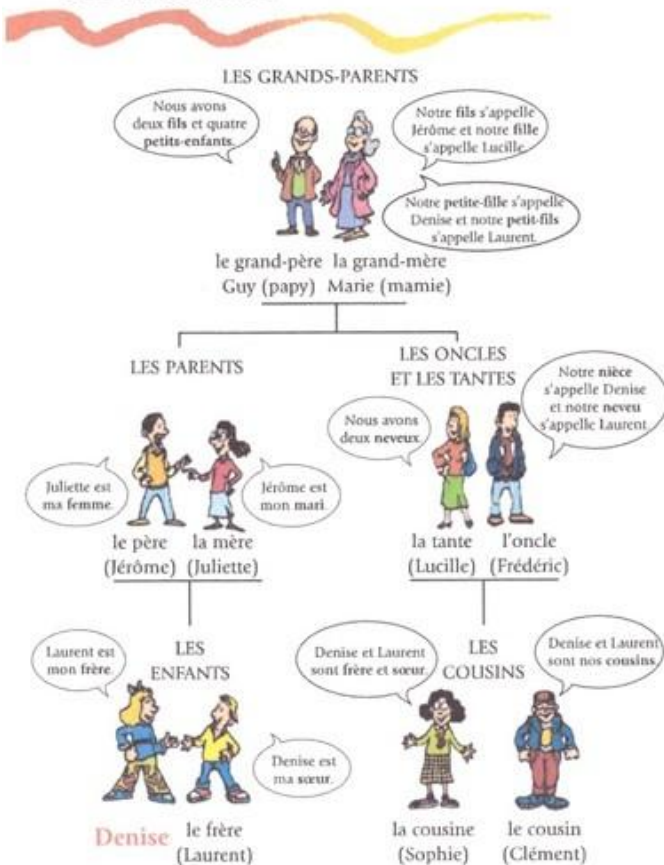 LES GRANDS-PARENTS
Nous avons
deux fils et quatre
petits-enfants.
Notre fils s'appelle
Jérôme et notre fille
s'appelle Lucille.
Notre petite-fille s'appelle
Denise et notre petit-fils
s'appelle Laurent.
le grand-père la grand-mère
Guy (papy) Marie (mamie)
LES PARENTS
Juliette est
ma femme.
Jérôme est
mon mari.
le père la mère
(Jérôme) (Juliette)
LES ONCLES
ET LES TANTES
Nous avons
deux neveux.
Notre nièce
s'appelle Denise
et notre neveu
s'appelle Laurent.
la tante l'oncle
(Lucille) (Frédéric)
LES
ENFANTS
Laurent est
mon frère.
Denise est
ma sœur.
Denise le frère
(Laurent)
LES
COUSINS
Denise et Laurent
sont frère et sœur.
Denise et Laurent
sont nos cousins.
la cousine le cousin
(Sophie) (Clément)